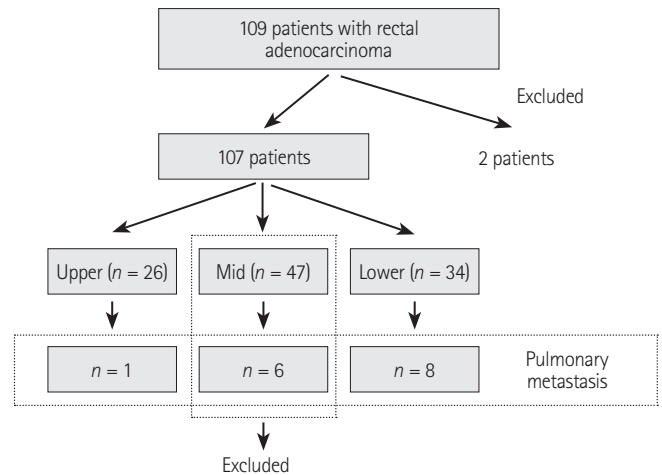 109 patients with rectal
adenocarcinoma
Excluded
107 patients
2 patients
Upper (n = 26)
Mid (n = 47)
Lower (n = 34)
n = 1
n = 6
n = 8
Pulmonary
metastasis
Excluded